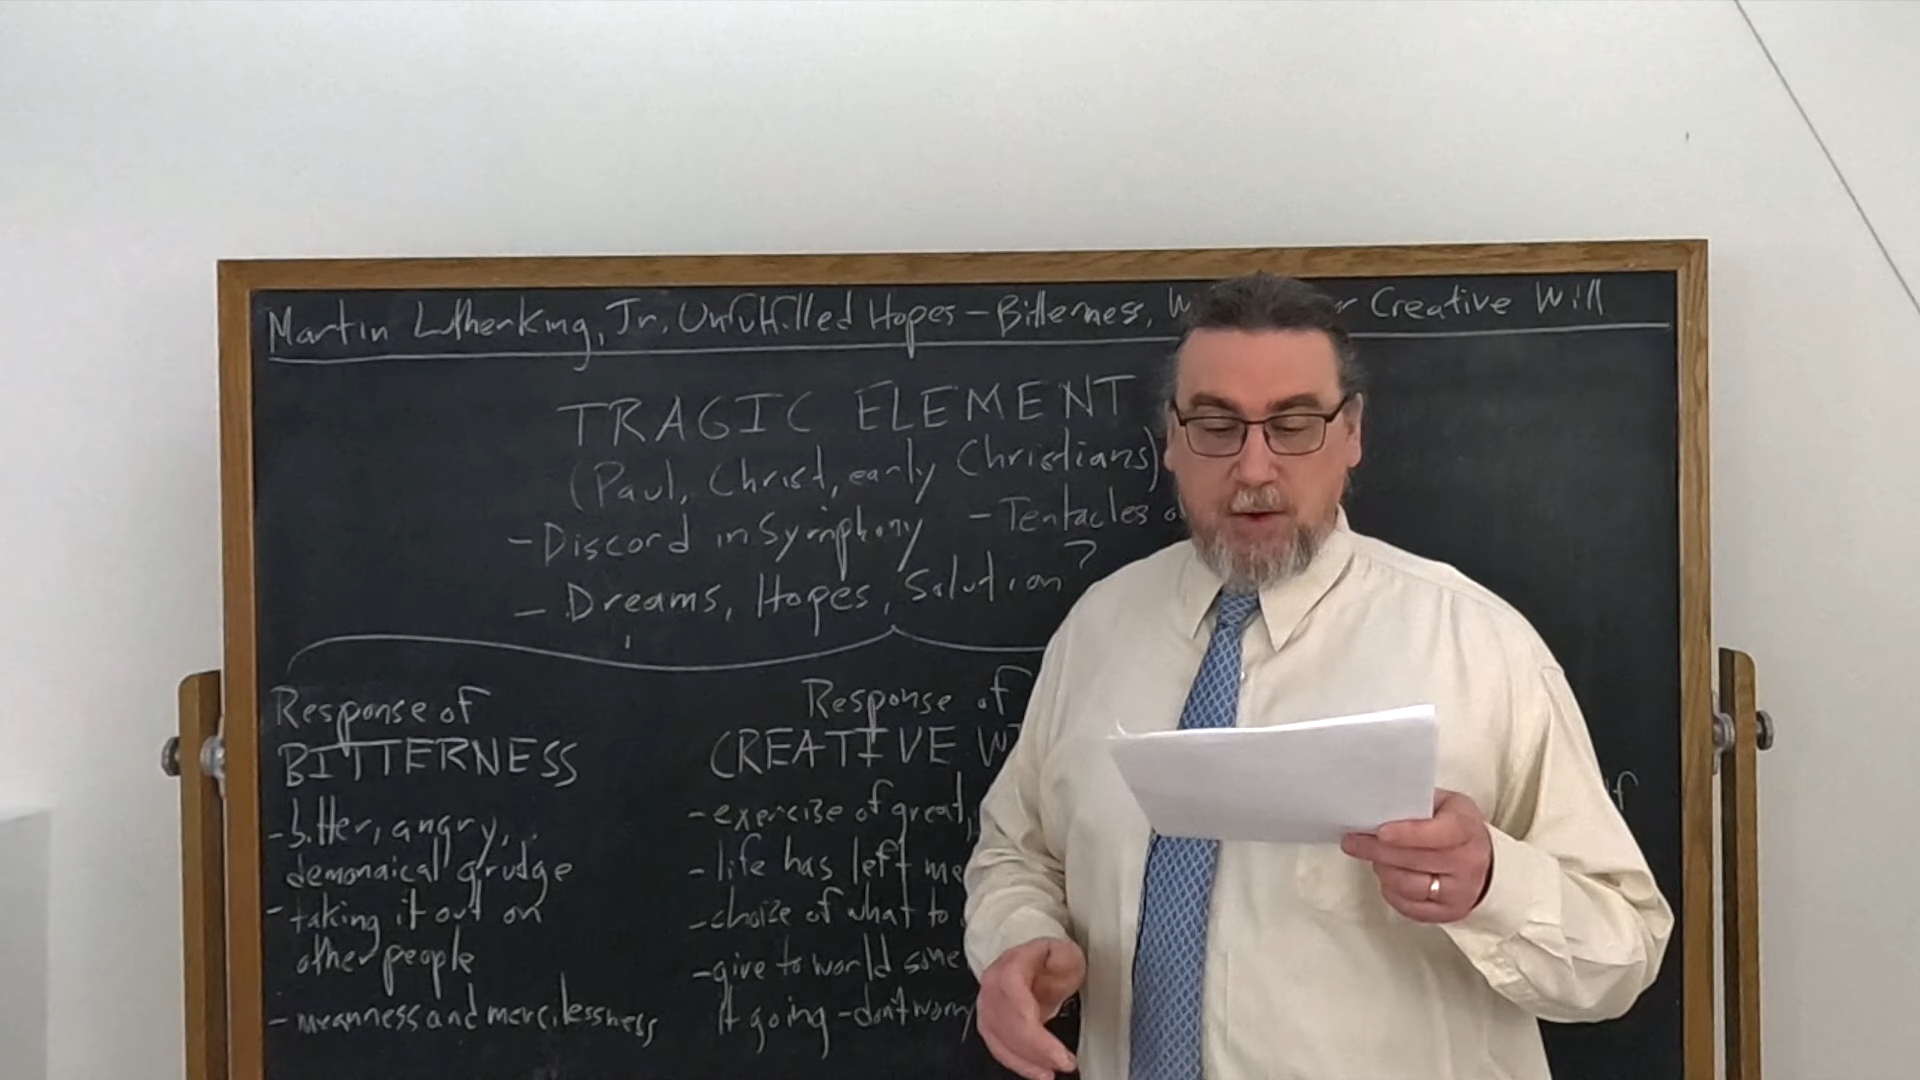 Martin Luther King, Jr. Unfulfilled Hopes - Bitterness, Creative Will
TRAGIC ELEMENT
(Paul, Christ, early Christians)
- Discord in Symphony - Tentacles
- Dreams, Hopes, Solution?
Response of
BITTERNESS
- bitter, angry,
demonaical grudge
- taking it out on
other people
- meanness and mercilessness
Response of
CREATIVE W
- exercise of great,
- life has left me
- choice of what to
- give to world some
it going - don't worry